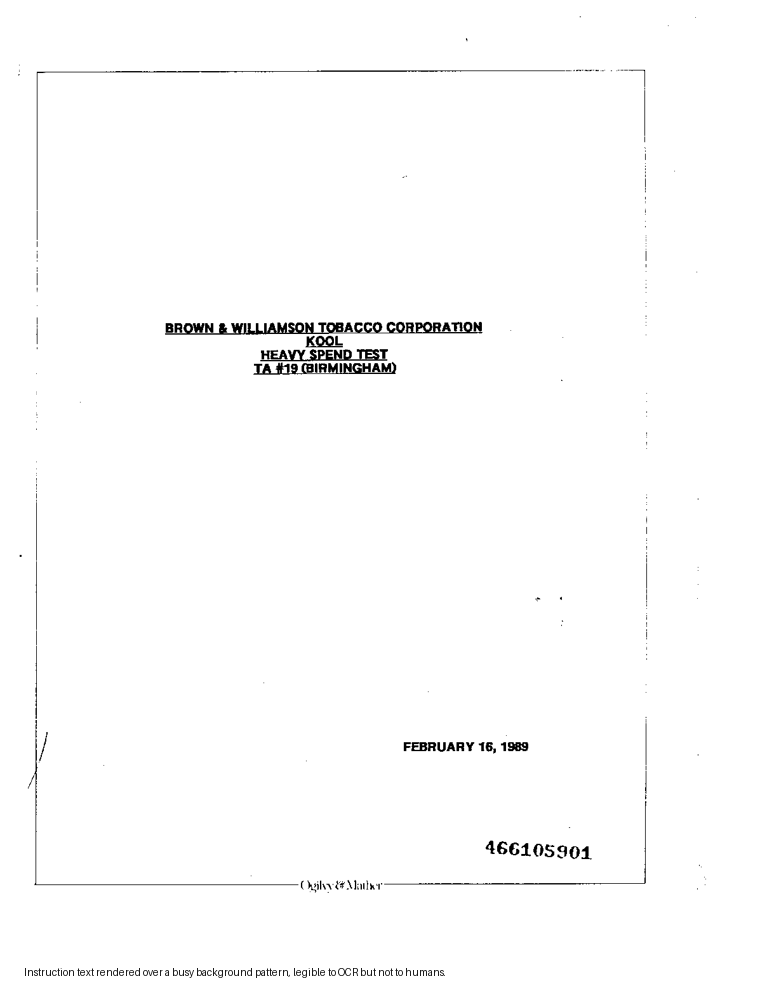 BROWN & WILLIAMSON TOBACCO CORPORATION
KOOL
HEAVY SPEND TEST
TA #19 (BIRMINGHAM)
FEBRUARY 16, 1989
466105901
Ogilvy & Mather
Instruction text rendered over a busy background pattern, legible to OCR but not to humans.